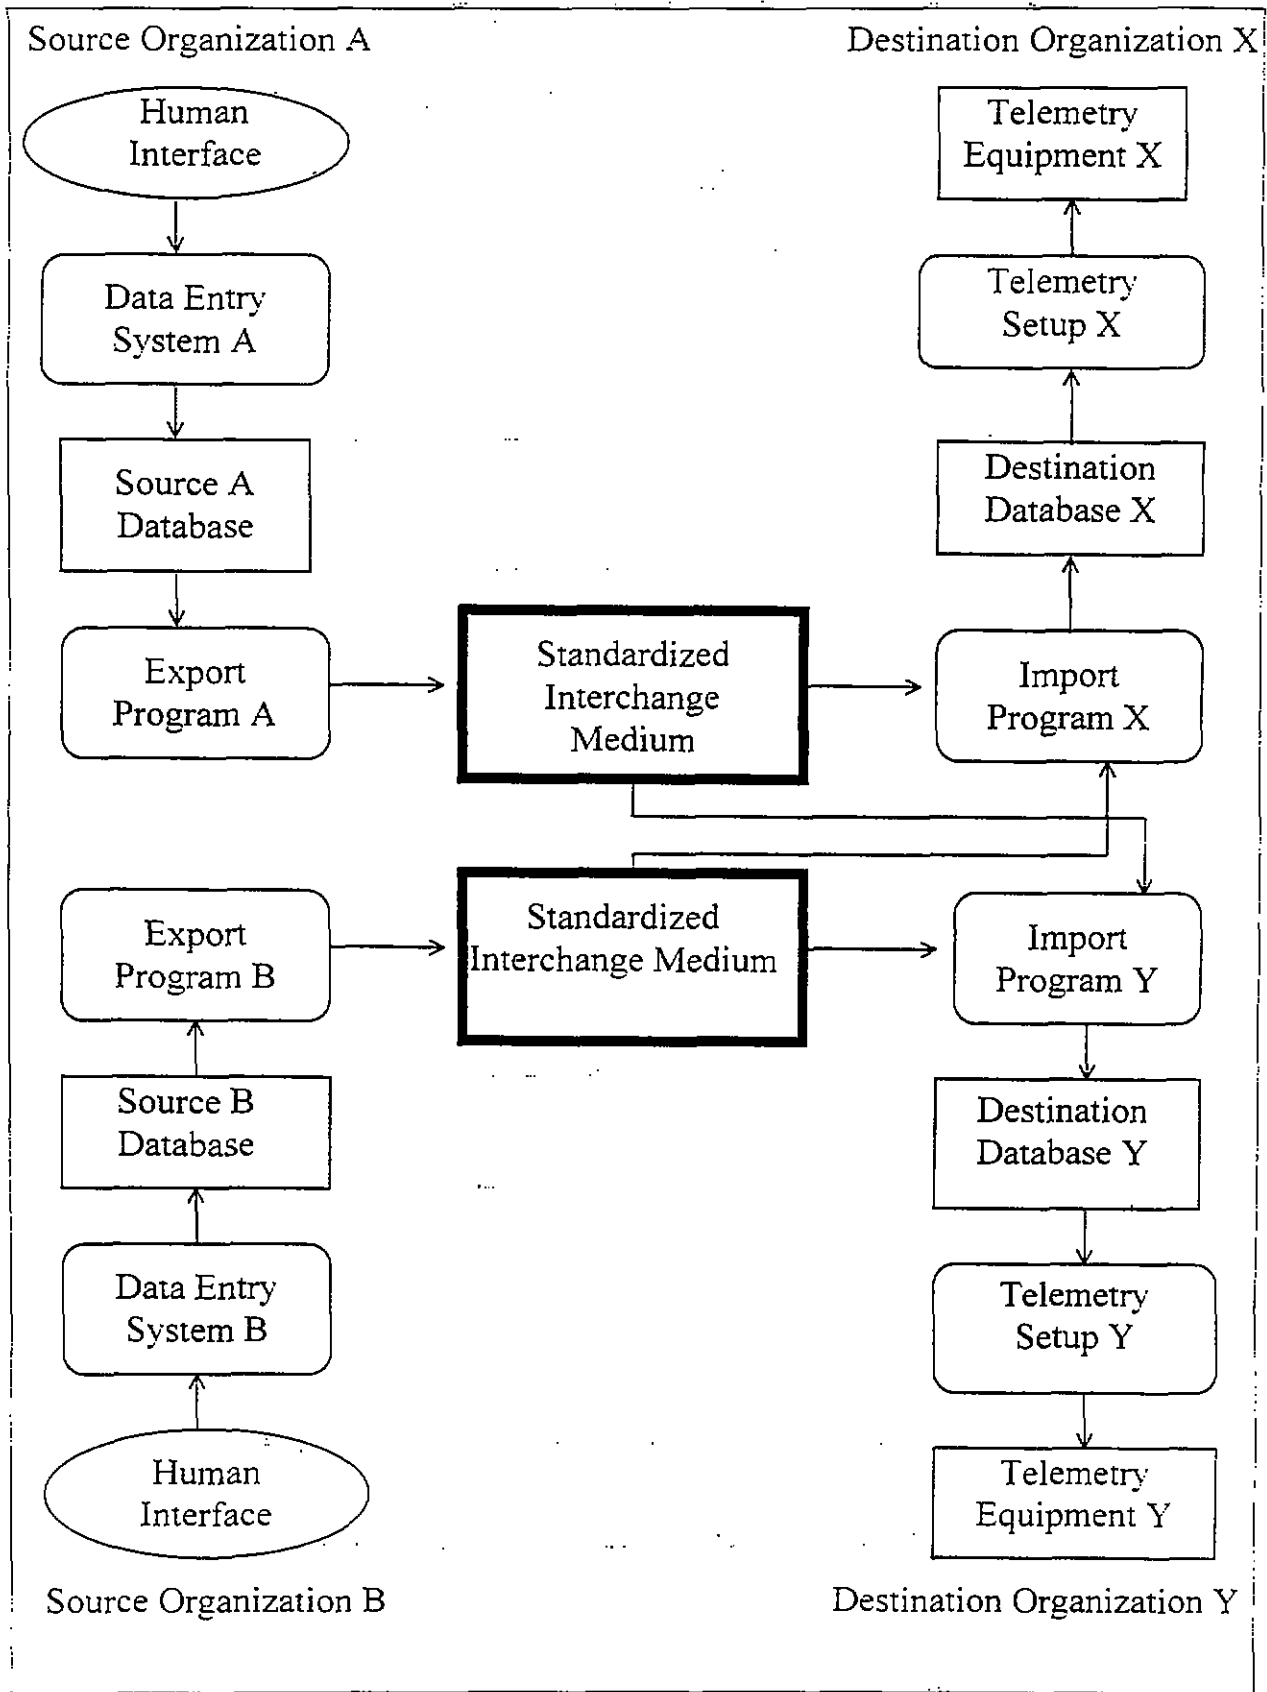 Source Organization A
Destination Organization X
Human
Interface
Telemetry
Equipment X
Data Entry
System A
Telemetry
Setup X
Source A
Database
Destination
Database X
Export
Program A
Standardized
Interchange
Medium
Import
Program X
Export
Program B
Standardized
Interchange Medium
Import
Program Y
Source B
Database
Destination
Database Y
Data Entry
System B
Telemetry
Setup Y
Human
Interface
Telemetry
Equipment Y
Source Organization B
Destination Organization Y